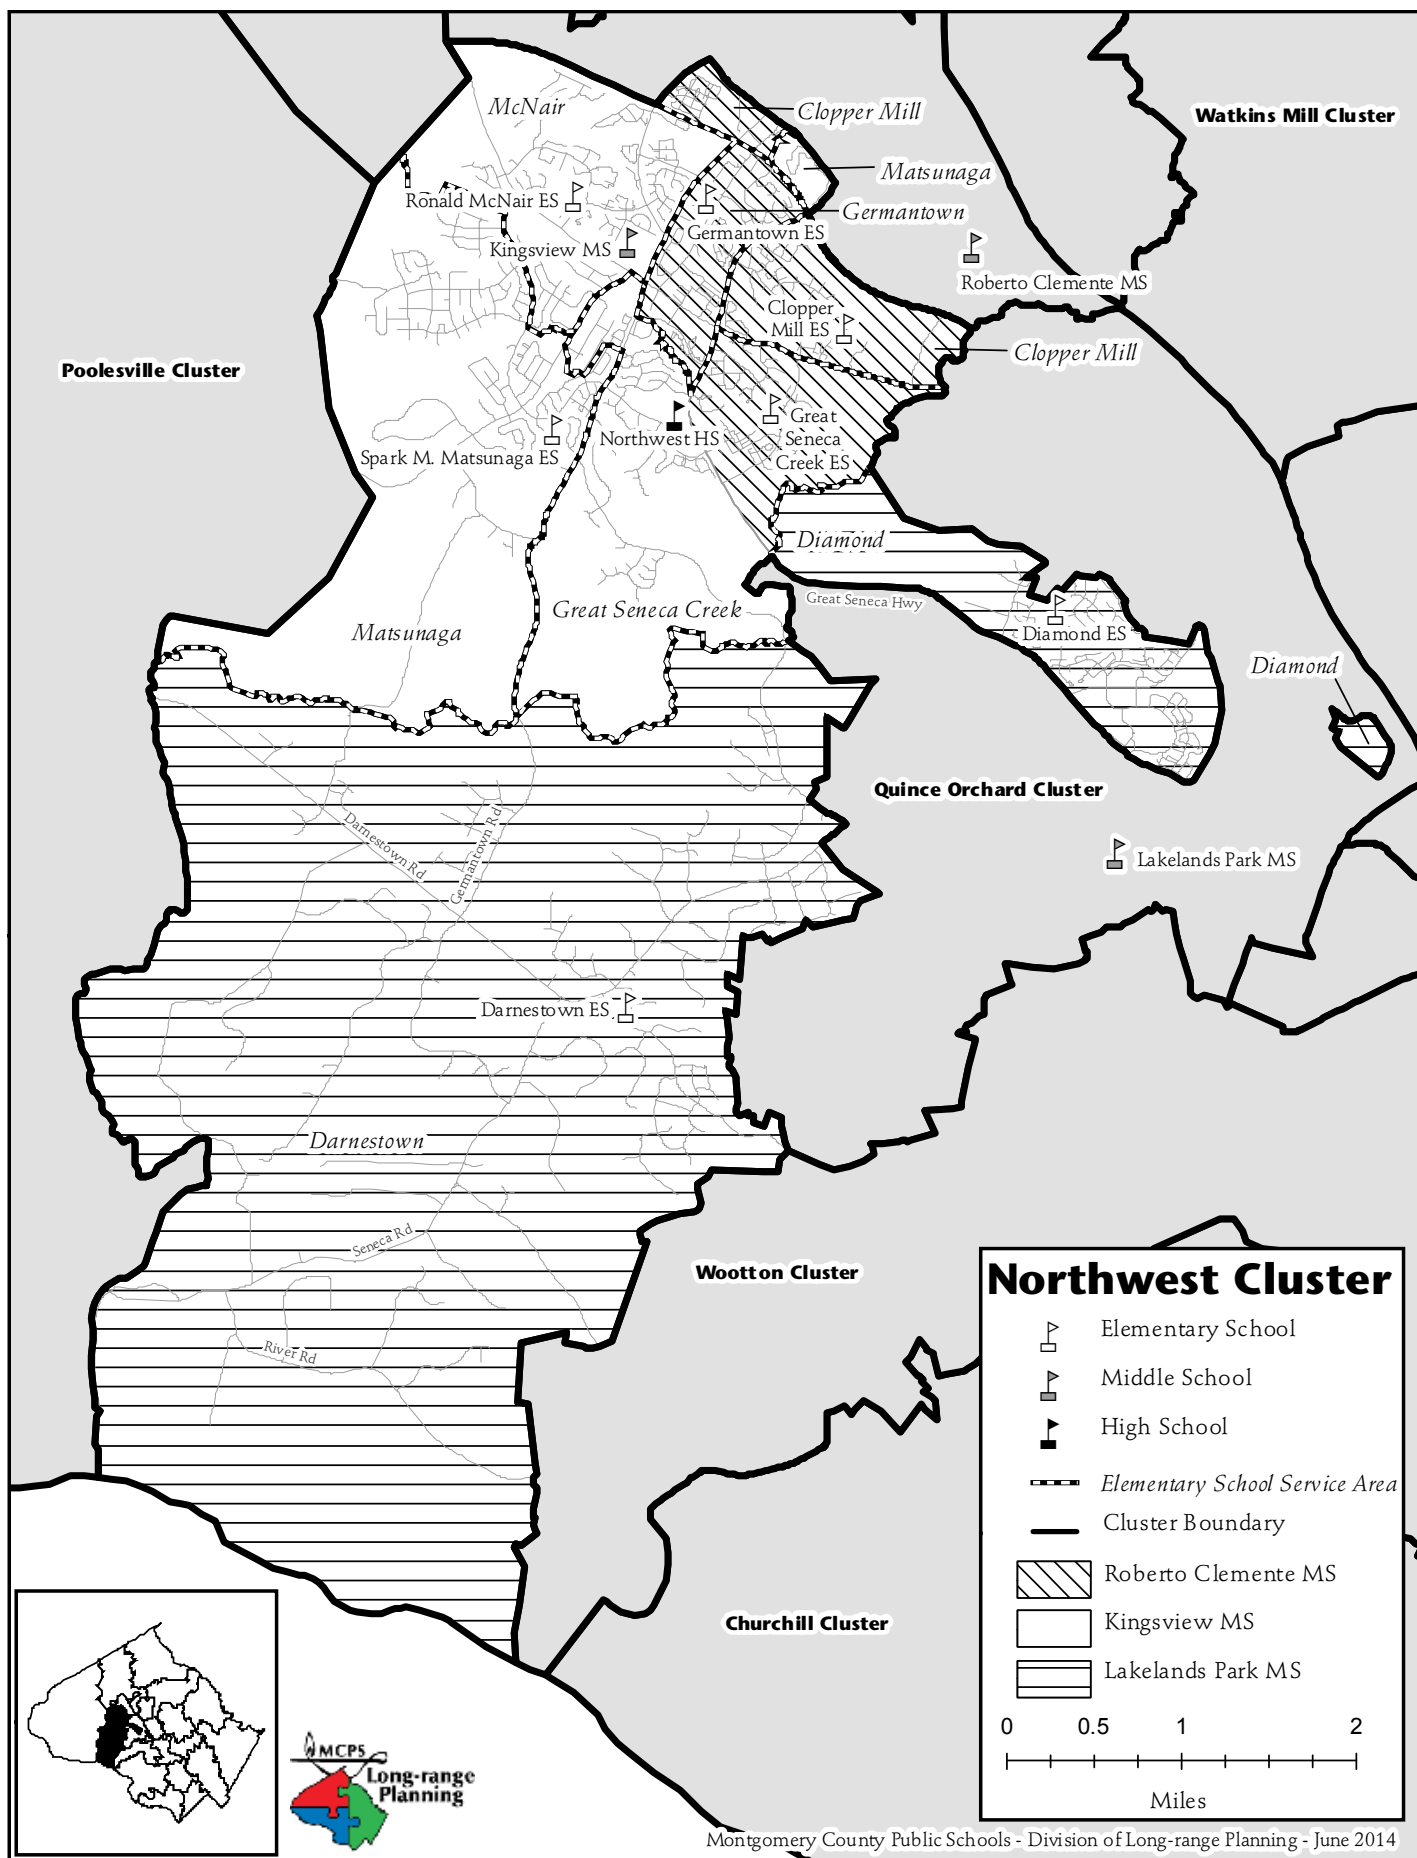 McNair
Clopper Mill
Watkins Mill Cluster
Matsunaga
Ronald McNair ES
Germantown
Germantown ES
Kingsview MS
Roberto Clemente MS
Clopper
Mill ES
Clopper Mill
Poolesville Cluster
Great
Seneca
Creek ES
Northwest HS
Spark M. Matsunaga ES
Diamond
Great Seneca Hwy
Great Seneca Creek
Matsunaga
Diamond ES
Diamond
Quince Orchard Cluster
Darnestown Rd
Germantown Rd
Lakelands Park MS
Darnestown ES
Darnestown
Seneca Rd
River Rd
Wootton Cluster
Churchill Cluster
Northwest Cluster
Elementary School
Middle School
High School
Elementary School Service Area
Cluster Boundary
Roberto Clemente MS
Kingsview MS
Lakelands Park MS
0 0.5 1 2
Miles
MCPS
Long-range
Planning
Montgomery County Public Schools - Division of Long-range Planning - June 2014